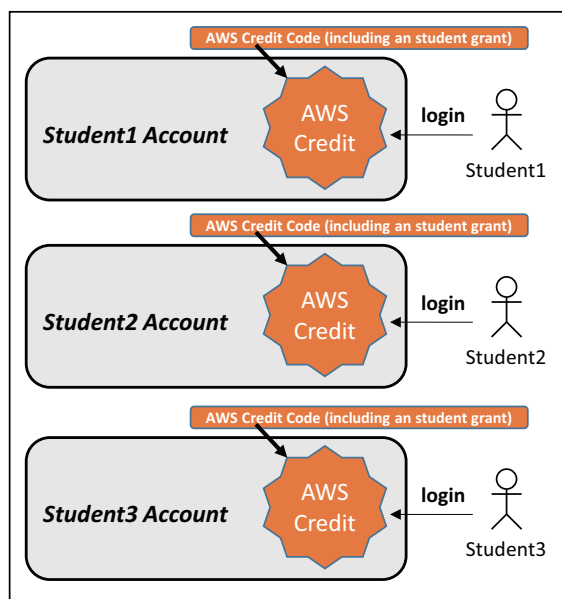 AWS Credit Code (including an student grant)
AWS
Credit
Student1 Account
login
Student1
AWS Credit Code (including an student grant)
AWS
Credit
Student2 Account
login
Student2
AWS Credit Code (including an student grant)
AWS
Credit
Student3 Account
login
Student3